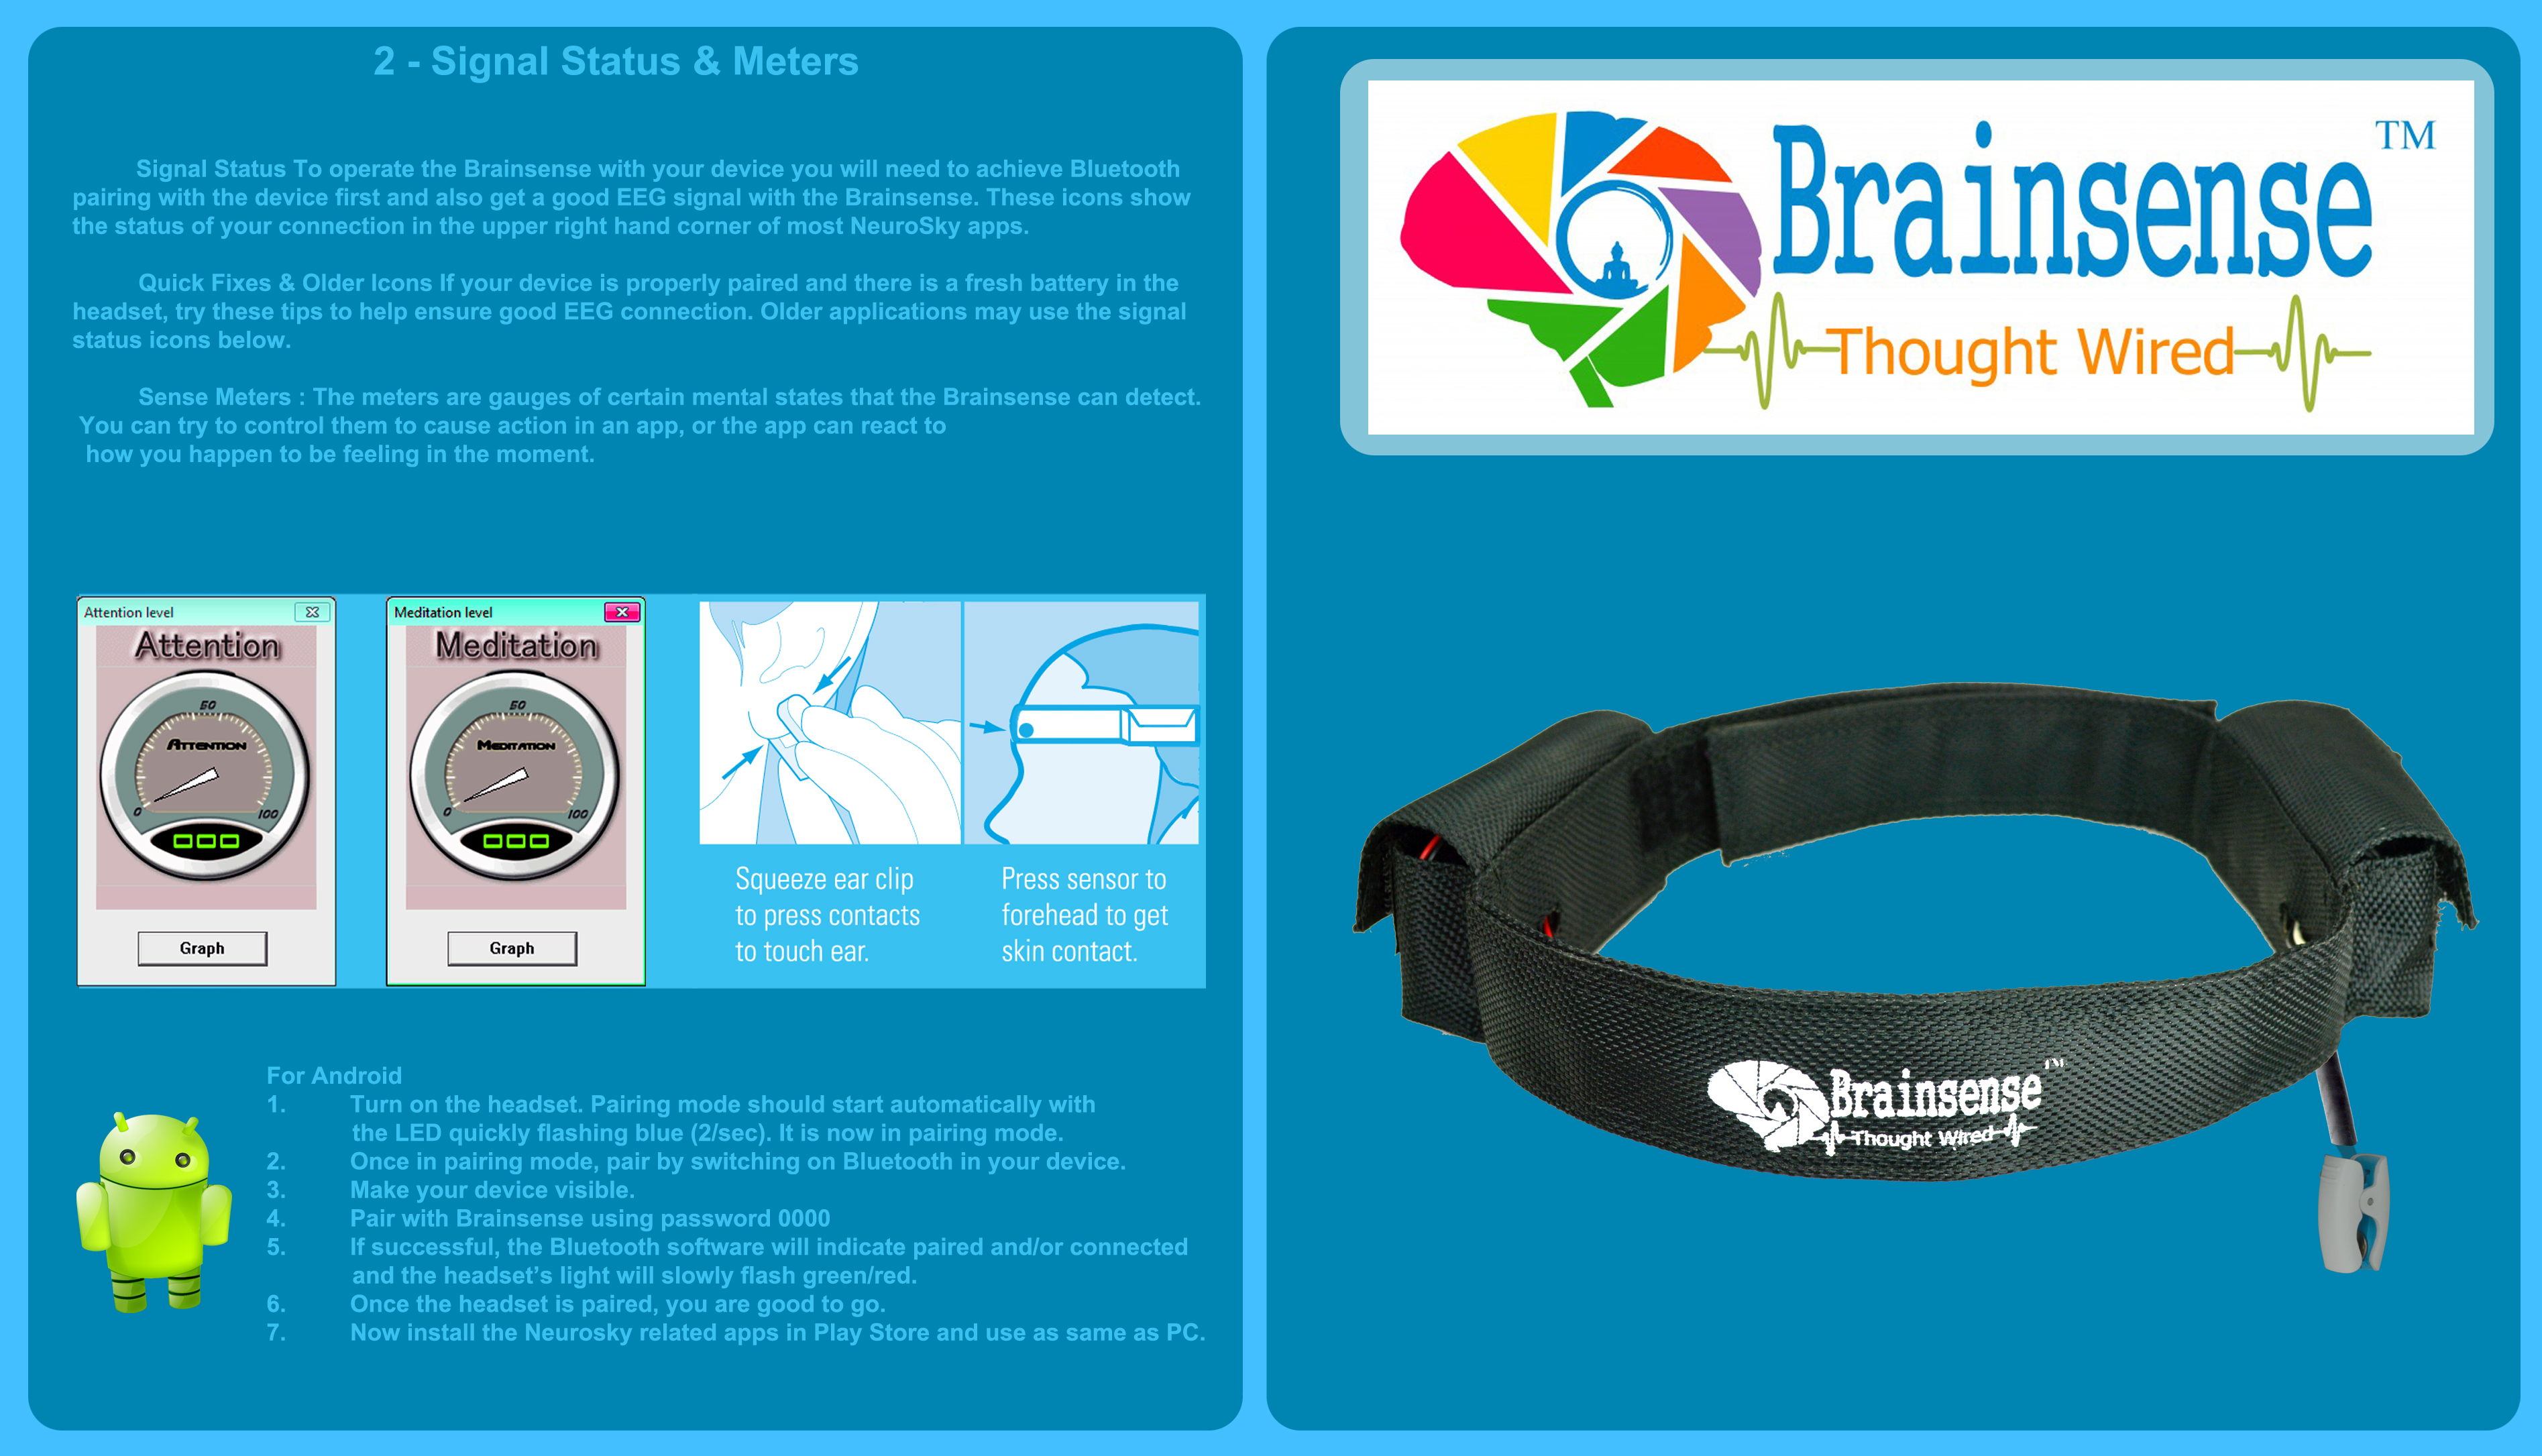 2 - Signal Status & Meters
Signal Status To operate the Brainsense with your device you will need to achieve Bluetooth
pairing with the device first and also get a good EEG signal with the Brainsense. These icons show
the status of your connection in the upper right hand corner of most NeuroSky apps.
Quick Fixes & Older Icons If your device is properly paired and there is a fresh battery in the
headset, try these tips to help ensure good EEG connection. Older applications may use the signal
status icons below.
Sense Meters : The meters are gauges of certain mental states that the Brainsense can detect.
You can try to control them to cause action in an app, or the app can react to
how you happen to be feeling in the moment.
Attention level
Attention
50
ATTENTION
0
100
000
Graph
Meditation level
Meditation
50
MEDITATION
0
100
000
Graph
Squeeze ear clip
to press contacts
to touch ear.
Press sensor to
forehead to get
skin contact.
For Android
1. Turn on the headset. Pairing mode should start automatically with
the LED quickly flashing blue (2/sec). It is now in pairing mode.
2. Once in pairing mode, pair by switching on Bluetooth in your device.
3. Make your device visible.
4. Pair with Brainsense using password 0000
5. If successful, the Bluetooth software will indicate paired and/or connected
and the headset's light will slowly flash green/red.
6. Once the headset is paired, you are good to go.
7. Now install the Neurosky related apps in Play Store and use as same as PC.
Brainsense TM
Thought Wired
Brainsense TM
Thought Wired